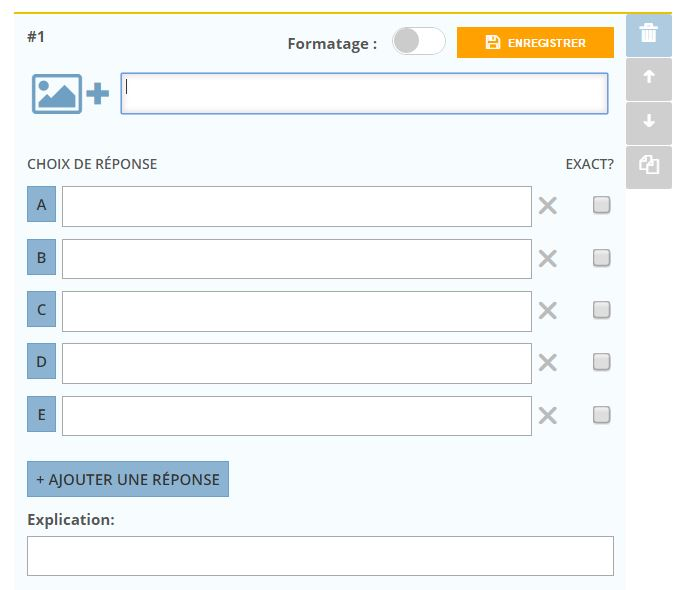 #1
Formatage :
ENREGISTRER
CHOIX DE RÉPONSE
EXACT?
A
B
C
D
E
+ AJOUTER UNE RÉPONSE
Explication: